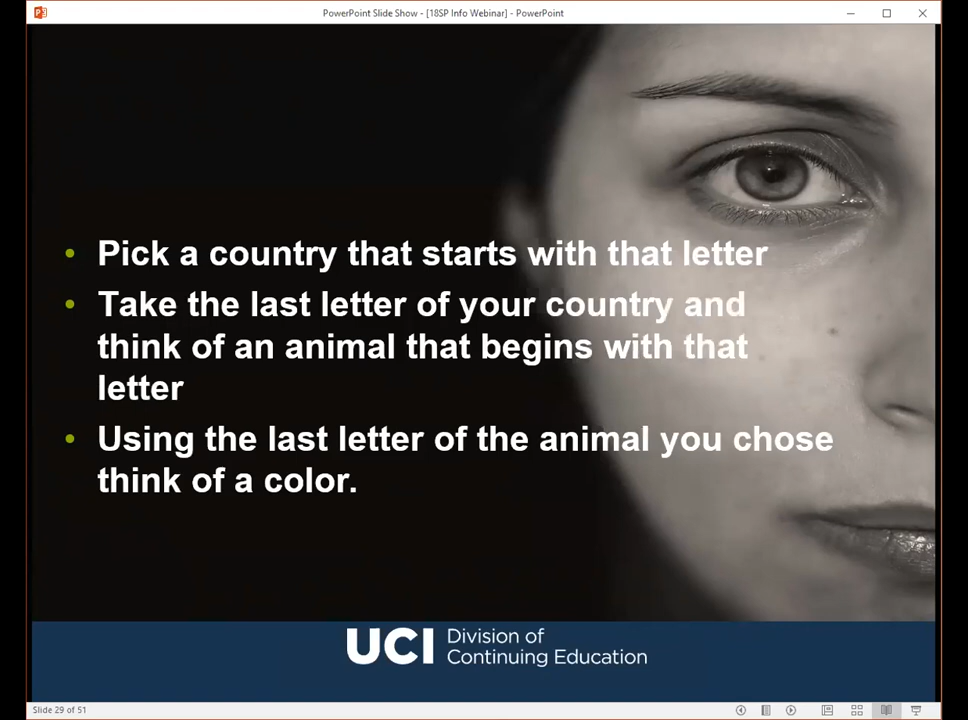 PowerPoint Slide Show - [18SP Info Webinar] - PowerPoint
• Pick a country that starts with that letter
• Take the last letter of your country and
think of an animal that begins with that
letter
• Using the last letter of the animal you chose
think of a color.
UCI Division of
Continuing Education
Slide 29 of 51